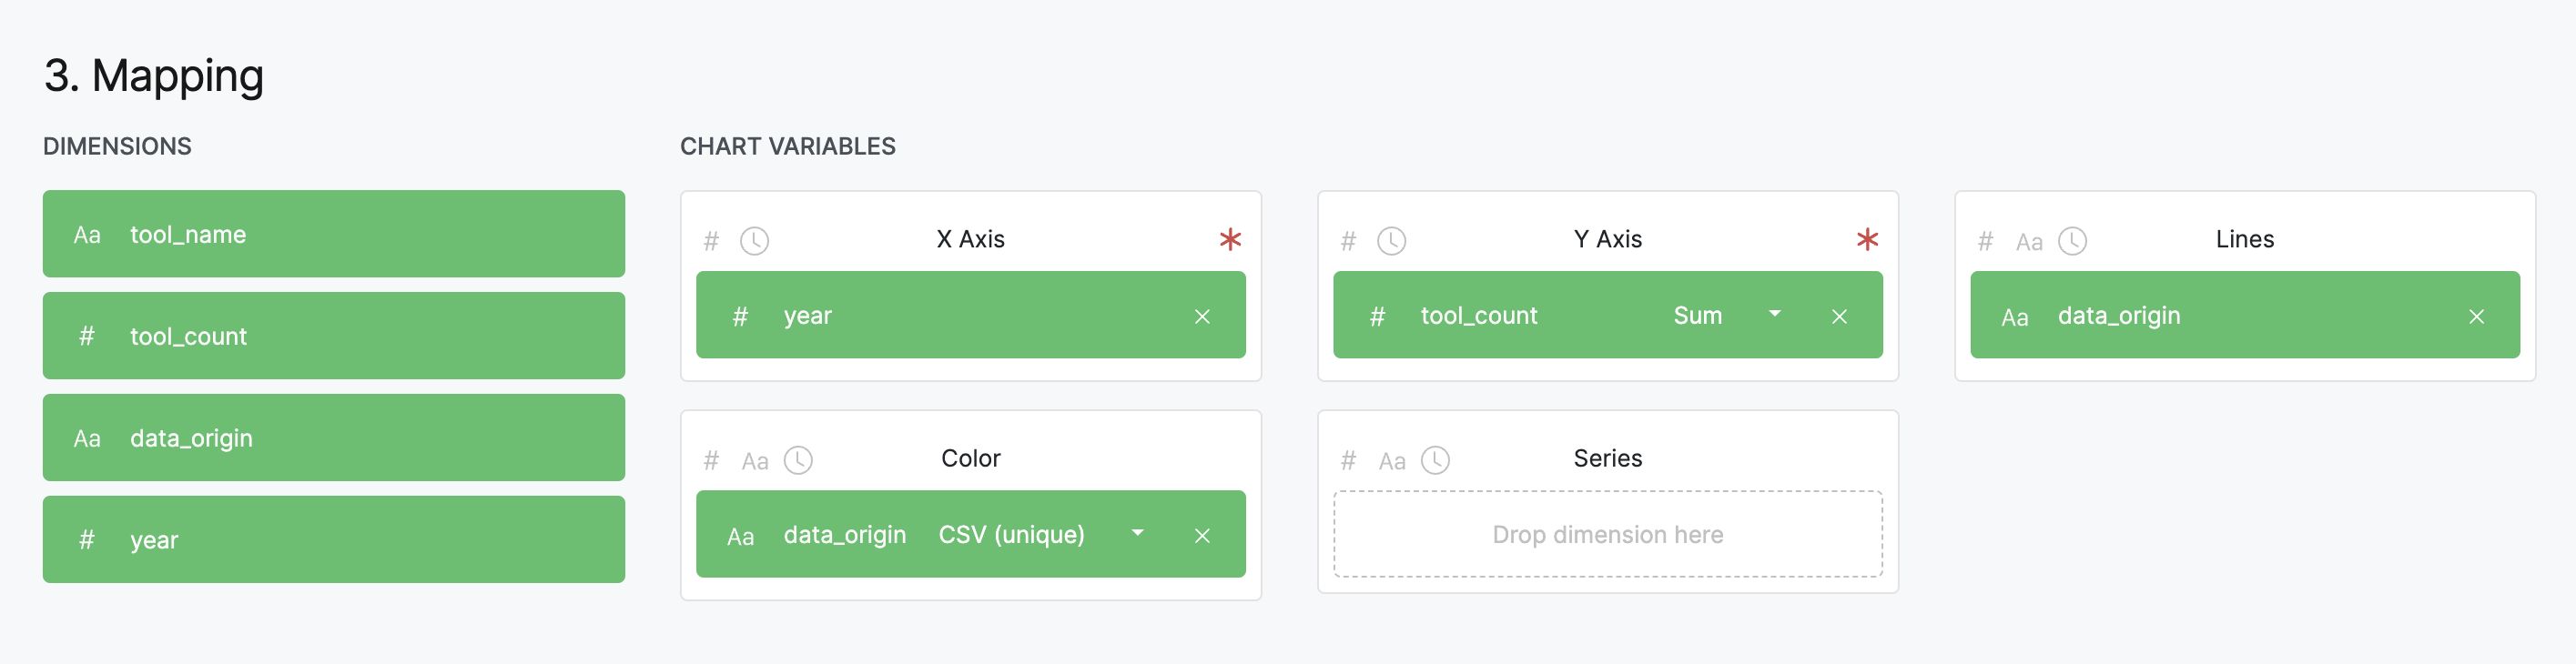 3. Mapping
DIMENSIONS
Aa tool_name
# tool_count
Aa data_origin
# year
CHART VARIABLES
# X Axis *
# year ×
# Y Axis *
# tool_count Sum ×
# Aa Lines
Aa data_origin ×
# Aa Color
Aa data_origin CSV (unique) ×
# Aa Series
Drop dimension here